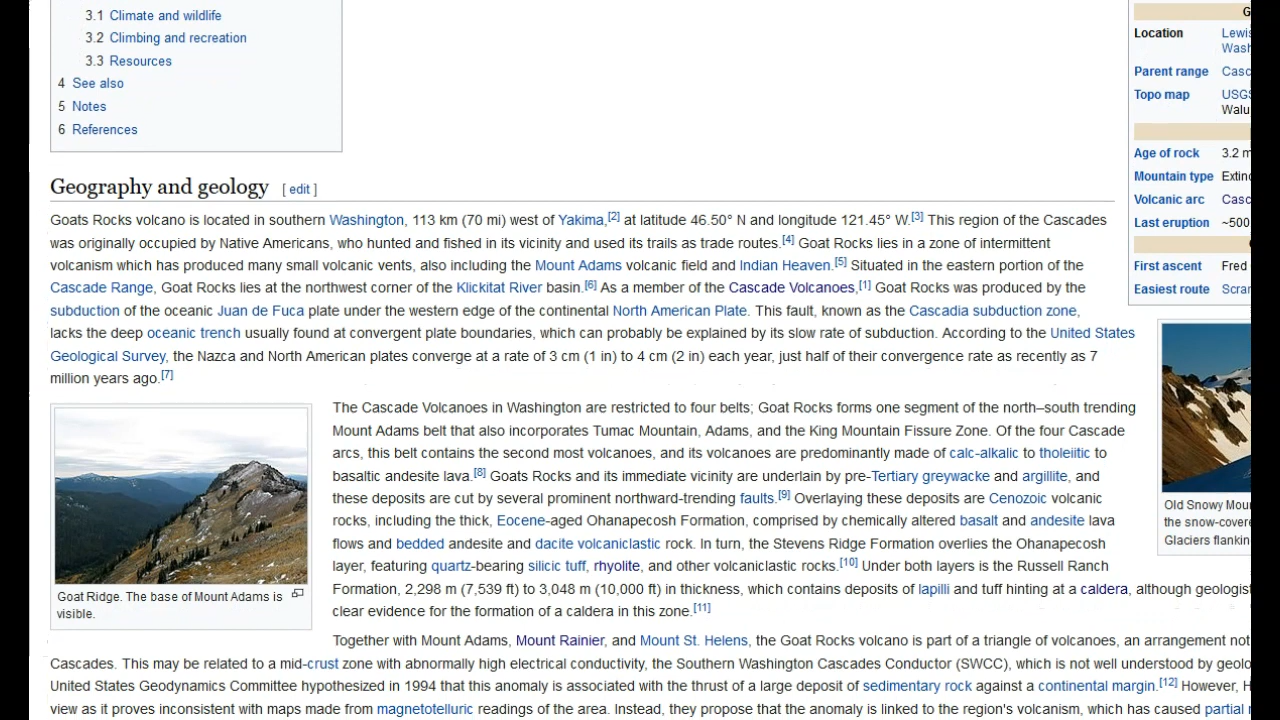 3.1 Climate and wildlife
3.2 Climbing and recreation
3.3 Resources
4 See also
5 Notes
6 References
Geography and geology [ edit ]
Goats Rocks volcano is located in southern Washington, 113 km (70 mi) west of Yakima,[2] at latitude 46.50° N and longitude 121.45° W.[3] This region of the Cascades
was originally occupied by Native Americans, who hunted and fished in its vicinity and used its trails as trade routes.[4] Goat Rocks lies in a zone of intermittent
volcanism which has produced many small volcanic vents, also including the Mount Adams volcanic field and Indian Heaven.[5] Situated in the eastern portion of the
Cascade Range, Goat Rocks lies at the northwest corner of the Klickitat River basin.[6] As a member of the Cascade Volcanoes,[1] Goat Rocks was produced by the
subduction of the oceanic Juan de Fuca plate under the western edge of the continental North American Plate. This fault, known as the Cascadia subduction zone,
lacks the deep oceanic trench usually found at convergent plate boundaries, which can probably be explained by its slow rate of subduction. According to the United States
Geological Survey, the Nazca and North American plates converge at a rate of 3 cm (1 in) to 4 cm (2 in) each year, just half of their convergence rate as recently as 7
million years ago.[7]
The Cascade Volcanoes in Washington are restricted to four belts; Goat Rocks forms one segment of the north–south trending
Mount Adams belt that also incorporates Tumac Mountain, Adams, and the King Mountain Fissure Zone. Of the four Cascade
arcs, this belt contains the second most volcanoes, and its volcanoes are predominantly made of calc-alkalic to tholeiitic to
basaltic andesite lava.[8] Goats Rocks and its immediate vicinity are underlain by pre-Tertiary greywacke and argillite, and
these deposits are cut by several prominent northward-trending faults.[9] Overlaying these deposits are Cenozoic volcanic
rocks, including the thick, Eocene-aged Ohanapecosh Formation, comprised by chemically altered basalt and andesite lava
flows and bedded andesite and dacite volcaniclastic rock. In turn, the Stevens Ridge Formation overlies the Ohanapecosh
layer, featuring quartz-bearing silicic tuff, rhyolite, and other volcaniclastic rocks.[10] Under both layers is the Russell Ranch
Formation, 2,298 m (7,539 ft) to 3,048 m (10,000 ft) in thickness, which contains deposits of lapilli and tuff hinting at a caldera, although geologist
clear evidence for the formation of a caldera in this zone.[11]
Goat Ridge. The base of Mount Adams is
visible.
Together with Mount Adams, Mount Rainier, and Mount St. Helens, the Goat Rocks volcano is part of a triangle of volcanoes, an arrangement not
Cascades. This may be related to a mid-crust zone with abnormally high electrical conductivity, the Southern Washington Cascades Conductor (SWCC), which is not well understood by geolo
United States Geodynamics Committee hypothesized in 1994 that this anomaly is associated with the thrust of a large deposit of sedimentary rock against a continental margin.[12] However, H
view as it proves inconsistent with maps made from magnetotelluric readings of the area. Instead, they propose that the anomaly is linked to the region's volcanism, which has caused partial
G
Location Lewis
Wash
Parent range Casc
Topo map USGS
Walu
Age of rock 3.2 m
Mountain type Extinc
Volcanic arc Casc
Last eruption ~500
First ascent Fred
Easiest route Scran
Old Snowy Mou
the snow-covere
Glaciers flankin